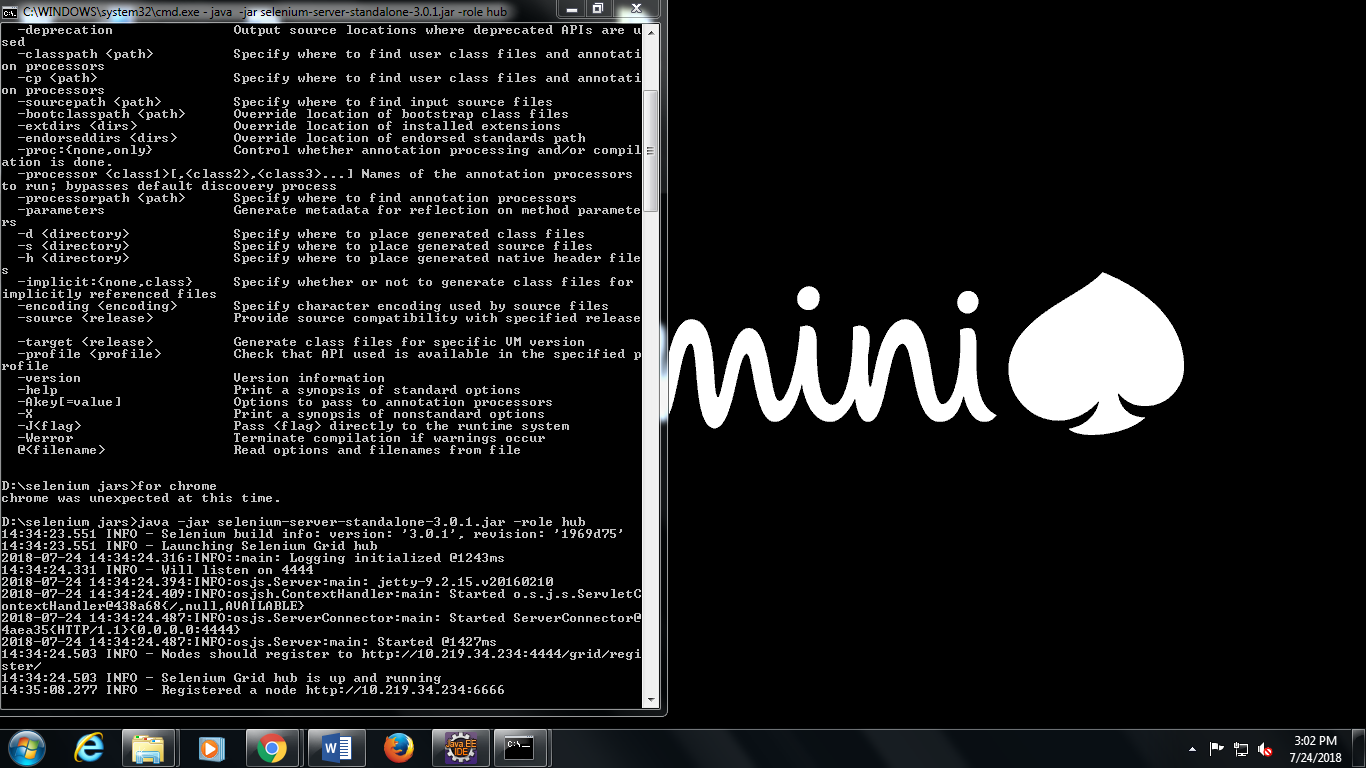 C:\WINDOWS\system32\cmd.exe - java -jar selenium-server-standalone-3.0.1.jar -role hub
-deprecation Output source locations where deprecated APIs are u
sed
-classpath <path> Specify where to find user class files and annotati
on processors
-cp <path> Specify where to find user class files and annotati
on processors
-sourcepath <path> Specify where to find input source files
-bootclasspath <path> Override location of bootstrap class files
-extdirs <dirs> Override location of installed extensions
-endorseddirs <dirs> Override location of endorsed standards path
-proc:{none,only} Control whether annotation processing and/or compil
ation is done.
-processor <class1>[,<class2>,<class3>...] Names of the annotation processors
to run; bypasses default discovery process
-processorpath <path> Specify where to find annotation processors
-parameters Generate metadata for reflection on method paramete
rs
-d <directory> Specify where to place generated class files
-s <directory> Specify where to place generated source files
-h <directory> Specify where to place generated native header file
s
-implicit:{none,class} Specify whether or not to generate class files for
implicitly referenced files
-encoding <encoding> Specify character encoding used by source files
-source <release> Provide source compatibility with specified release
-target <release> Generate class files for specific VM version
-profile <profile> Check that API used is available in the specified p
rofile
-version Version information
-help Print a synopsis of standard options
-Akey[=value] Options to pass to annotation processors
-X Print a synopsis of nonstandard options
-J<flag> Pass <flag> directly to the runtime system
-Werror Terminate compilation if warnings occur
@<filename> Read options and filenames from file
D:\selenium jars>for chrome
chrome was unexpected at this time.
D:\selenium jars>java -jar selenium-server-standalone-3.0.1.jar -role hub
14:34:23.551 INFO - Selenium build info: version: '3.0.1', revision: '1969d75'
14:34:23.551 INFO - Launching Selenium Grid hub
2018-07-24 14:34:24.316:INFO::main: Logging initialized @1243ms
14:34:24.331 INFO - Will listen on 4444
2018-07-24 14:34:24.394:INFO:osjs.Server:main: jetty-9.2.15.v20160210
2018-07-24 14:34:24.409:INFO:osjsh.ContextHandler:main: Started o.s.j.s.ServletC
ontextHandler@438a68{/,null,AVAILABLE}
2018-07-24 14:34:24.487:INFO:osjs.ServerConnector:main: Started ServerConnector@
4aea35{HTTP/1.1}{0.0.0.0:4444}
2018-07-24 14:34:24.487:INFO:osjs.Server:main: Started @1427ms
14:34:24.503 INFO - Nodes should register to http://10.219.34.234:4444/grid/regi
ster/
14:34:24.503 INFO - Selenium Grid hub is up and running
14:35:08.277 INFO - Registered a node http://10.219.34.234:6666
mini
Java EE
IDE
C:\_
3:02 PM
7/24/2018